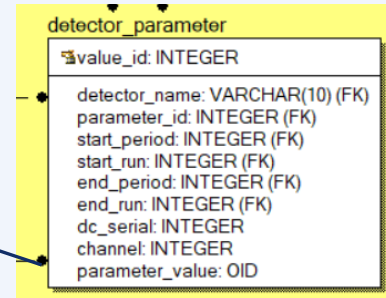 detector_parameter
value_id: INTEGER
detector_name: VARCHAR(10) (FK)
parameter_id: INTEGER (FK)
start_period: INTEGER (FK)
start_run: INTEGER (FK)
end_period: INTEGER (FK)
end_run: INTEGER (FK)
dc_serial: INTEGER
channel: INTEGER
parameter_value: OID